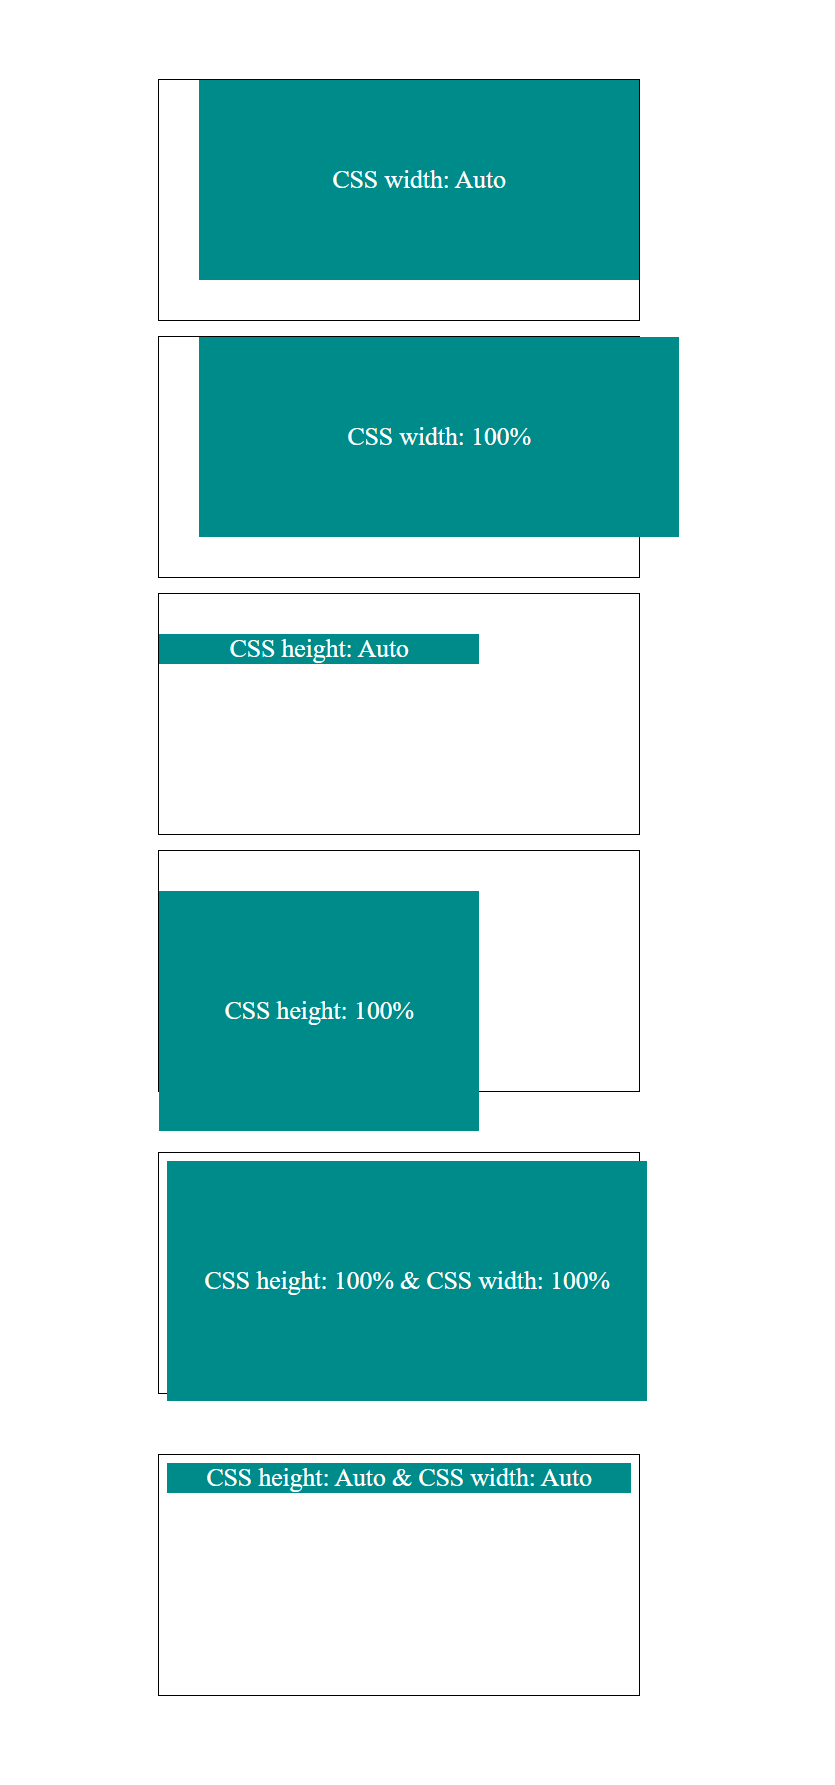 CSS width: Auto
CSS width: 100%
CSS height: Auto
CSS height: 100%
CSS height: 100% & CSS width: 100%
CSS height: Auto & CSS width: Auto